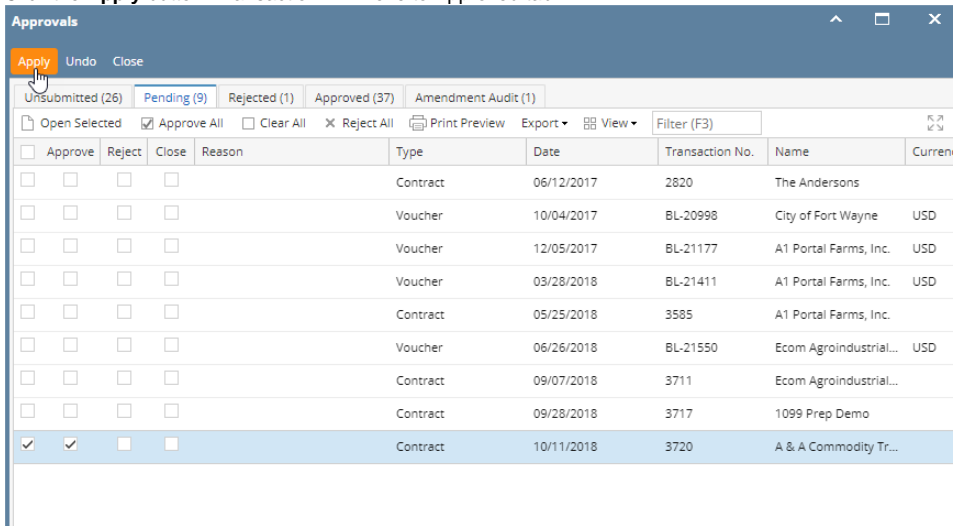 Approvals
Apply Undo Close
Unsubmitted (26) Pending (9) Rejected (1) Approved (37) Amendment Audit (1)
Open Selected Approve All Clear All Reject All Print Preview Export View Filter (F3)
Approve Reject Close Reason Type Date Transaction No. Name Curren
Contract 06/12/2017 2820 The Andersons
Voucher 10/04/2017 BL-20998 City of Fort Wayne USD
Voucher 12/05/2017 BL-21177 A1 Portal Farms, Inc. USD
Voucher 03/28/2018 BL-21411 A1 Portal Farms, Inc. USD
Contract 05/25/2018 3585 A1 Portal Farms, Inc.
Voucher 06/26/2018 BL-21550 Ecom Agroindustrial... USD
Contract 09/07/2018 3711 Ecom Agroindustrial...
Contract 09/28/2018 3717 1099 Prep Demo
Contract 10/11/2018 3720 A & A Commodity Tr...